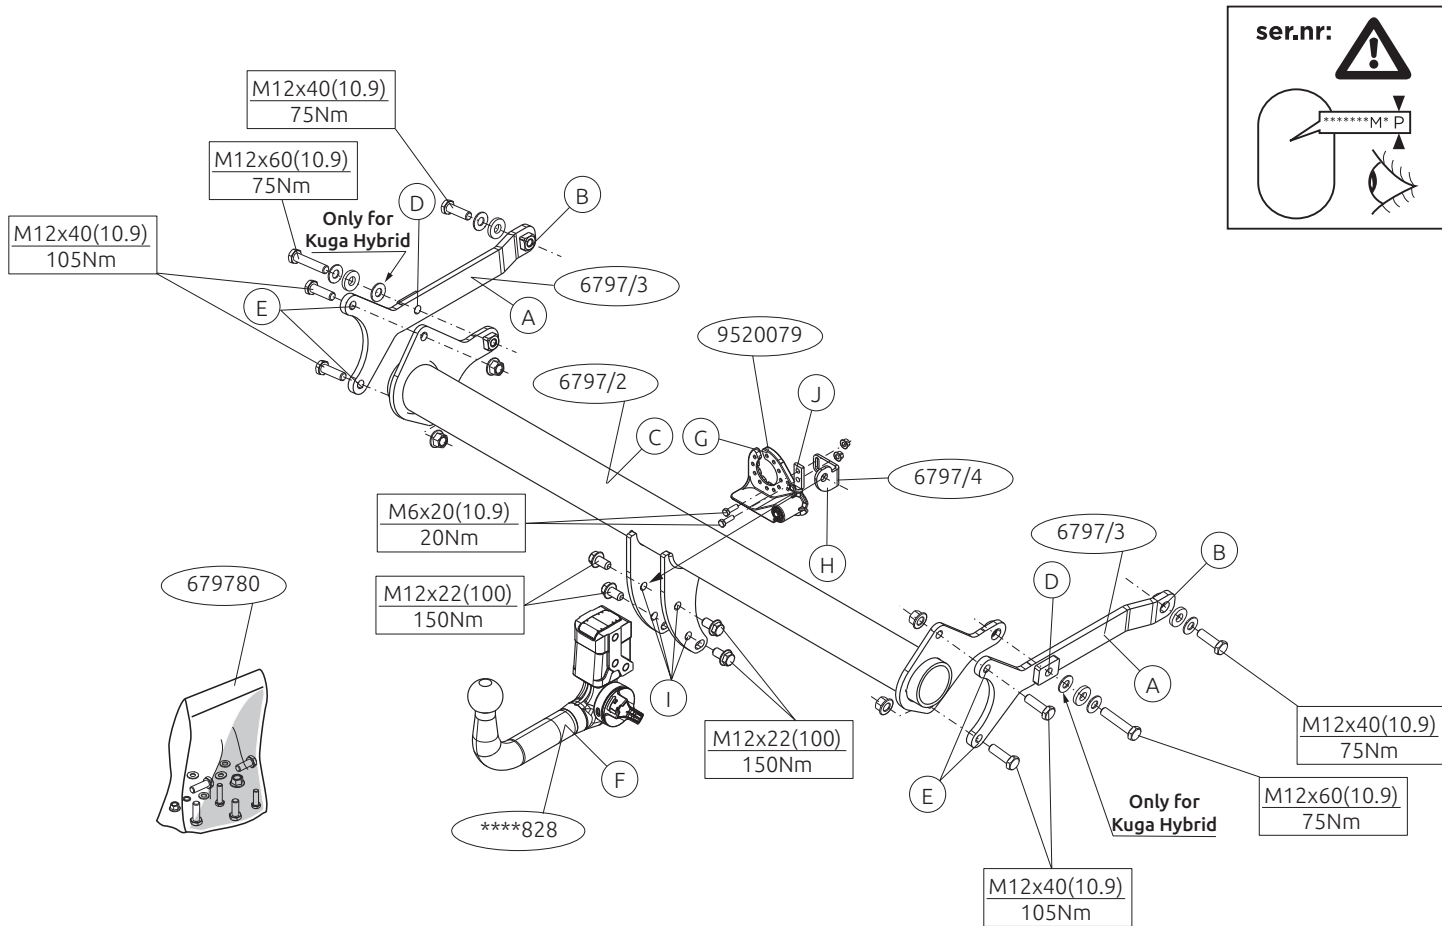 ser.nr:
*******M* P
M12x40(10.9)
75Nm
M12x60(10.9)
75Nm
D
B
Only for
Kuga Hybrid
M12x40(10.9)
105Nm
6797/3
E
A
9520079
6797/2
J
C
G
6797/4
M6x20(10.9)
20Nm
6797/3
H
B
D
679780
M12x22(100)
150Nm
A
I
M12x22(100)
150Nm
M12x40(10.9)
75Nm
F
E
Only for
Kuga Hybrid
M12x60(10.9)
75Nm
****828
M12x40(10.9)
105Nm